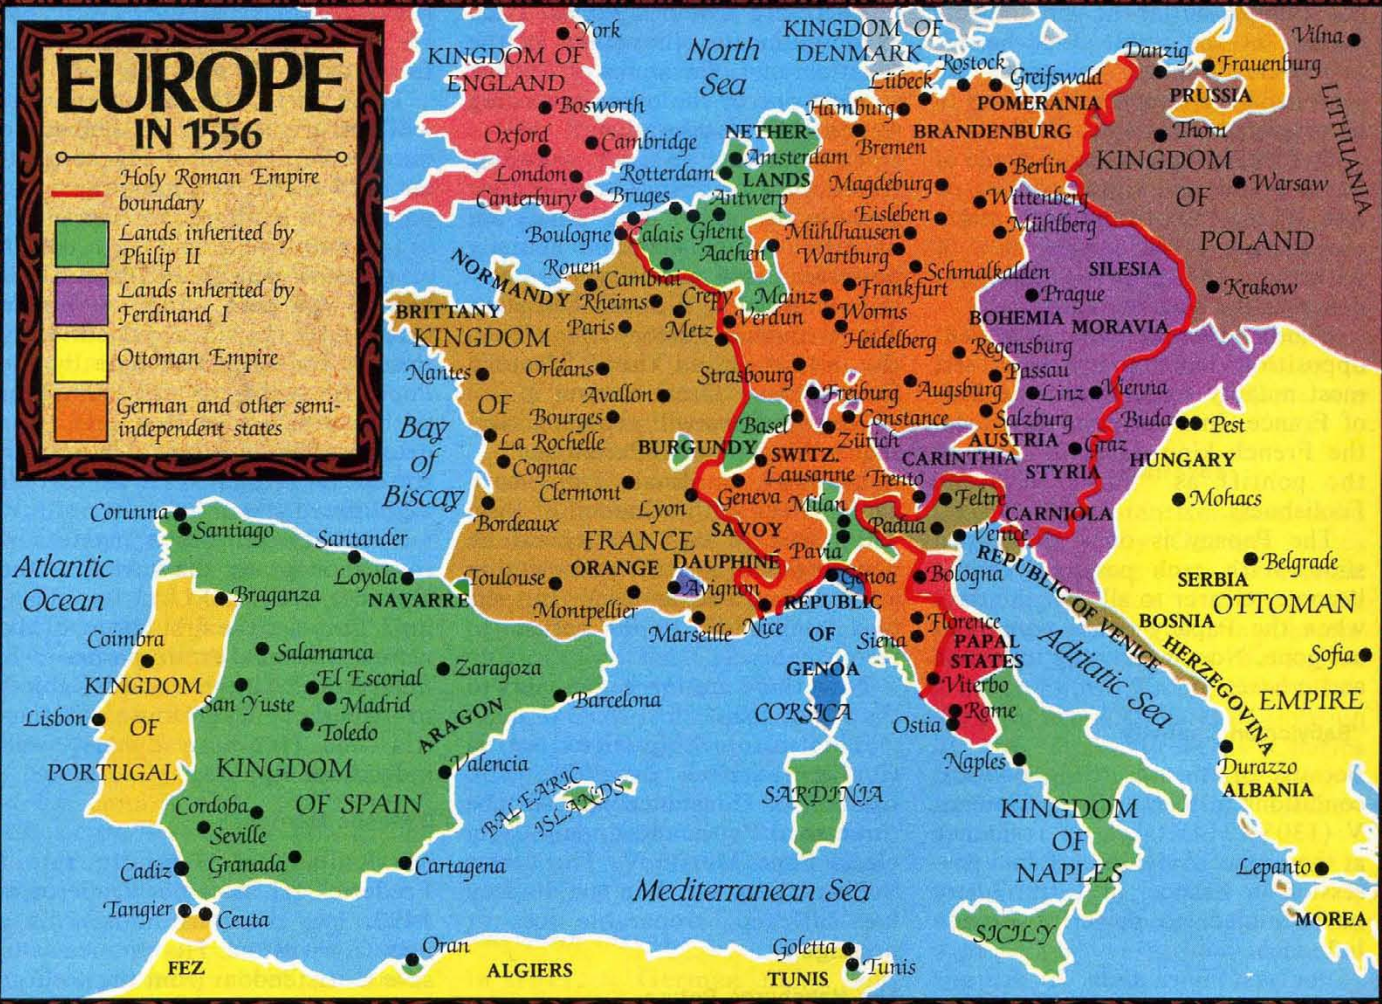 EUROPE
IN 1556
Holy Roman Empire
boundary
Lands inherited by
Philip II
Lands inherited by
Ferdinand I
Ottoman Empire
German and other semi-
independent states
York
KINGDOM OF
ENGLAND
Bosworth
Oxford
Cambridge
London
Canterbury
North
Sea
KINGDOM OF
DENMARK
Rostock
Lübeck
Greifswald
Hamburg
POMERANIA
Danzig
Frauenburg
PRUSSIA
Vilna
LITHUANIA
NETHER-
LANDS
Amsterdam
Rotterdam
Bruges
Antwerp
Bremen
BRANDENBURG
Berlin
Thorn
KINGDOM
OF
POLAND
Warsaw
Krakow
Magdeburg
Wittenberg
Eisleben
Mühlhausen
Mühlberg
Wartburg
Boulogne
Calais
Ghent
Aachen
Schmalkalden
SILESIA
Frankfurt
Prague
BOHEMIA
MORAVIA
Mainz
Worms
Heidelberg
Regensburg
Passau
Linz
Vienna
NORMANDY
BRITTANY
Rouen
Cambrai
Rheims
Crepy
Paris
Metz
Verdun
KINGDOM
OF
FRANCE
Nantes
Orléans
Avallon
Bourges
Strasbourg
Freiburg
Augsburg
Salzburg
Basel
Constance
Zürich
BURGUNDY
SWITZ.
AUSTRIA
CARINTHIA
STYRIA
Graz
Buda
Pest
HUNGARY
Mohacs
Bay
of
Biscay
La Rochelle
Cognac
Clermont
Bordeaux
Lyon
Lausanne
Geneva
SAVOY
Milan
Trento
Feltre
CARNIOLA
Padua
Venice
Pavia
DAUPHINE
ORANGE
Toulouse
Montpellier
Avignon
Marseille
Nice
Genoa
Bologna
REPUBLIC
OF
GENOA
REPUBLIC OF VENICE
Florence
Siena
PAPAL
STATES
Viterbo
Rome
Ostia
Adriatic Sea
SERBIA
Belgrade
OTTOMAN
EMPIRE
BOSNIA
HERZEGOVINA
Sofia
Durazzo
ALBANIA
Lepanto
MOREA
Atlantic
Ocean
Corunna
Santiago
Santander
Loyola
NAVARRE
Braganza
Coimbra
KINGDOM
OF
PORTUGAL
Lisbon
Salamanca
El Escorial
San Yuste
Madrid
Toledo
Zaragoza
Barcelona
ARAGON
Valencia
KINGDOM
OF SPAIN
Cordoba
Seville
Granada
Cadiz
Cartagena
BALEARIC
ISLANDS
CORSICA
SARDINIA
Naples
KINGDOM
OF
NAPLES
SICILY
Mediterranean Sea
Tangier
Ceuta
FEZ
Oran
ALGIERS
Goletta
Tunis
TUNIS